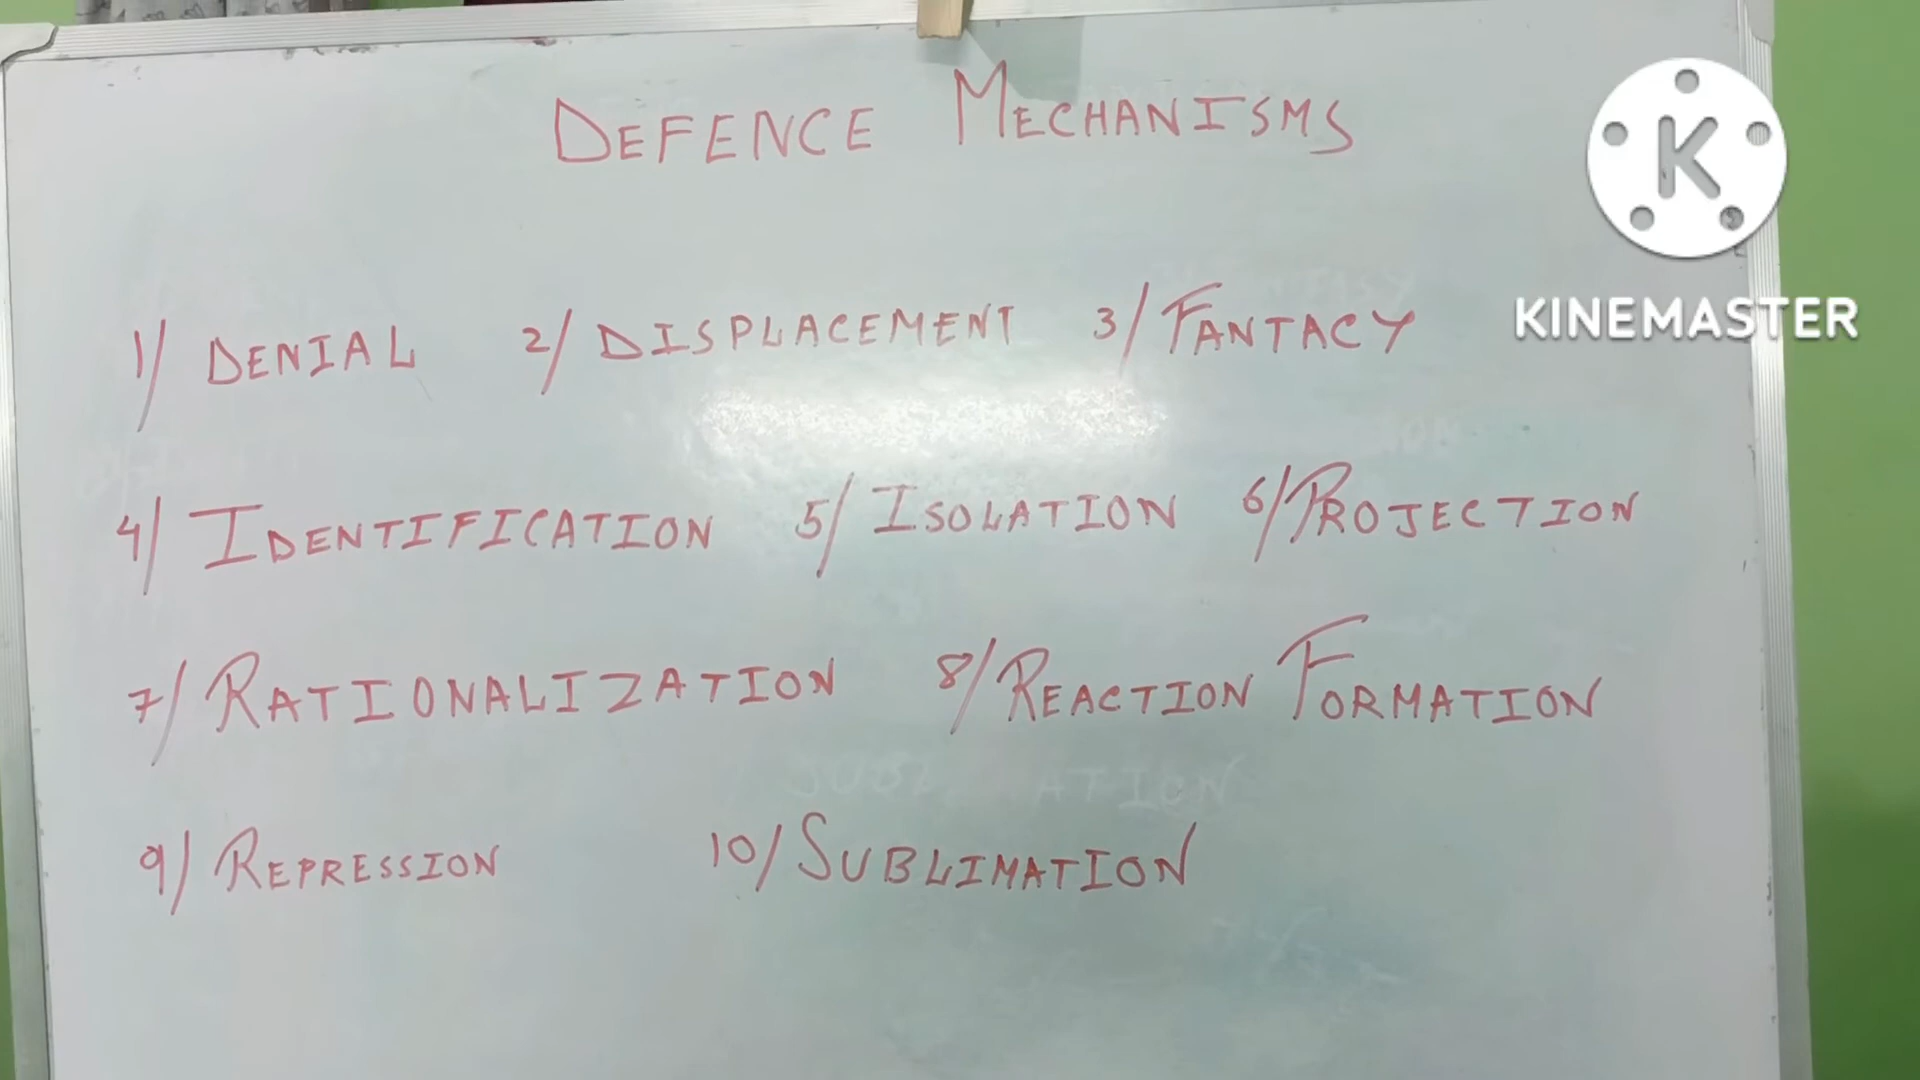 DEFENCE MECHANISMS
1/ DENIAL 2/ DISPLACEMENT 3/ FANTACY
4/ IDENTIFICATION 5/ ISOLATION 6/ PROJECTION
7/ RATIONALIZATION 8/ REACTION FORMATION
9/ REPRESSION 10/ SUBLIMATION
K
KINEMASTER